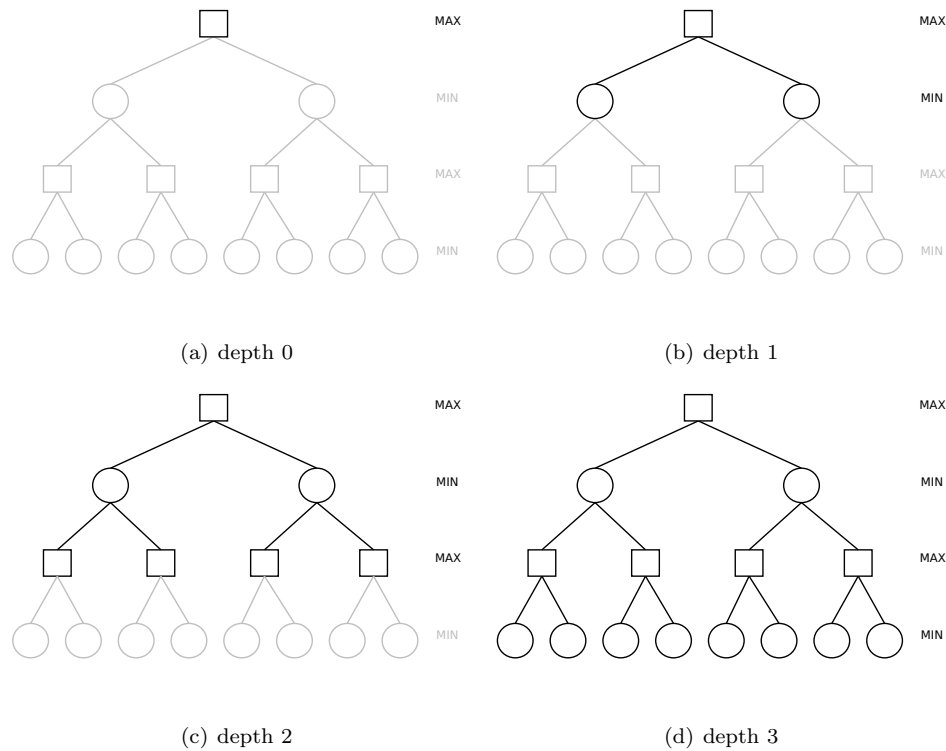 MAX
MIN
MAX
MIN
(a) depth 0
MAX
MIN
MAX
MIN
(b) depth 1
MAX
MIN
MAX
MIN
(c) depth 2
MAX
MIN
MAX
MIN
(d) depth 3